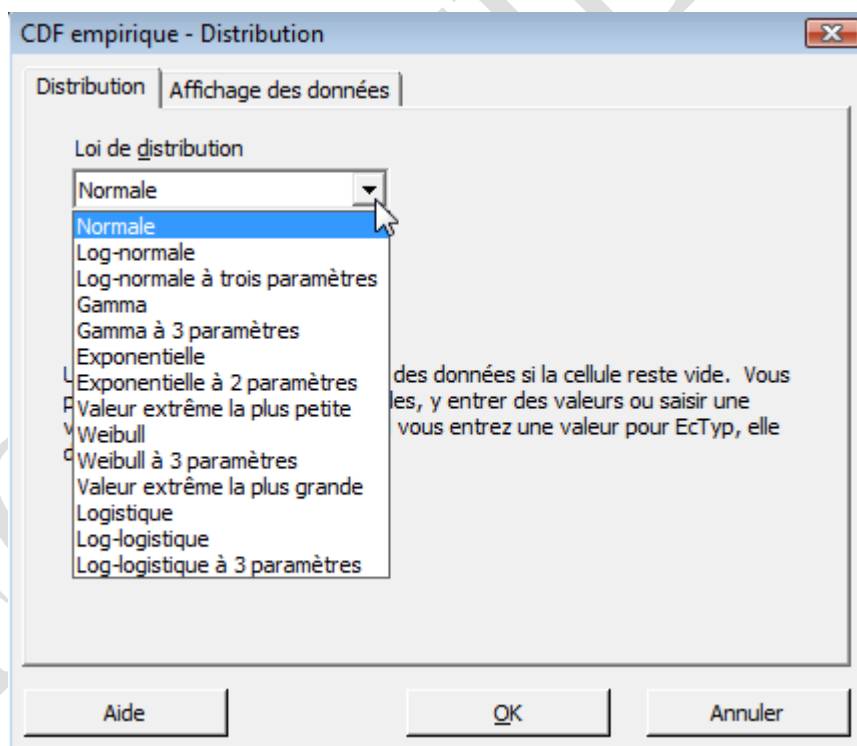 CDF empirique - Distribution
Distribution
Affichage des données
Loi de distribution
Normale
Normale
Log-normale
Log-normale à trois paramètres
Gamma
Gamma à 3 paramètres
Exponentielle
Exponentielle à 2 paramètres
Valeur extrême la plus petite
Weibull
Weibull à 3 paramètres
Valeur extrême la plus grande
Logistique
Log-logistique
Log-logistique à 3 paramètres
des données si la cellule reste vide. Vous
y entrer des valeurs ou saisir une
vous entrez une valeur pour EcTyp, elle
Aide
OK
Annuler